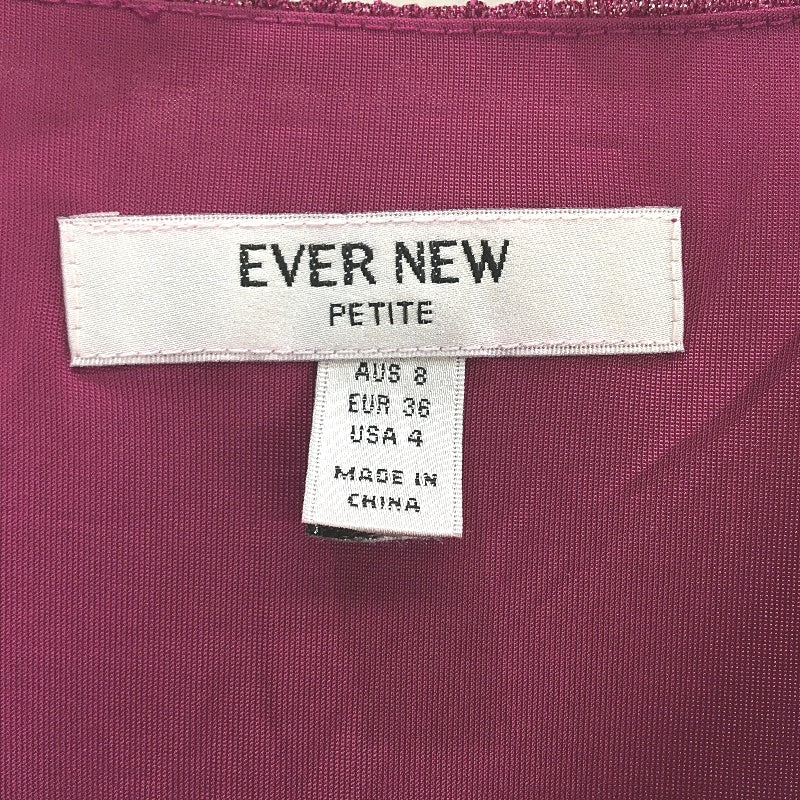 EVER NEW
PETITE
AUS 8
EUR 36
USA 4
MADE IN
CHINA